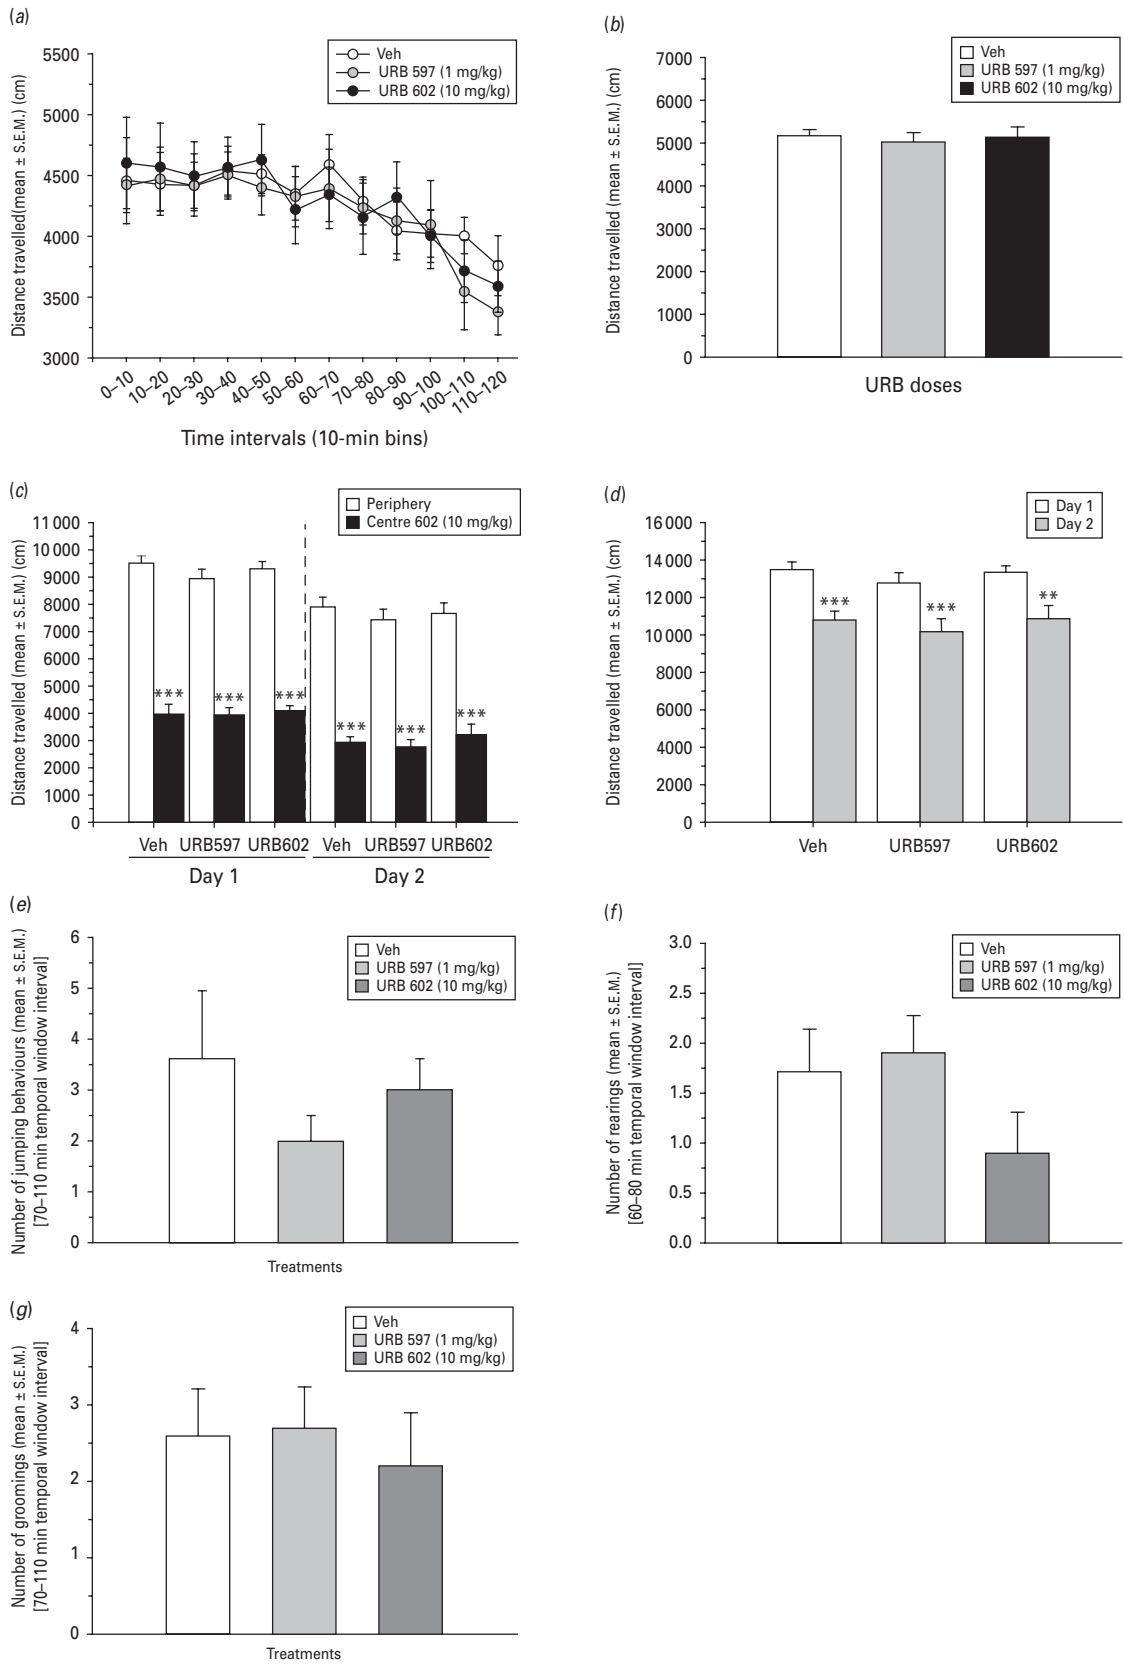 (a)
Distance travelled(mean ± S.E.M.) (cm)
5500
5000
4500
4000
3500
3000
Veh
URB 597 (1 mg/kg)
URB 602 (10 mg/kg)
0–10
10–20
20–30
30–40
40–50
50–60
60–70
70–80
80–90
90–100
100–110
110–120
Time intervals (10-min bins)
(b)
Distance travelled (mean ± S.E.M.) (cm)
7000
6000
5000
4000
3000
2000
1000
0
Veh
URB 597 (1 mg/kg)
URB 602 (10 mg/kg)
URB doses
(c)
Distance travelled (mean ± S.E.M.) (cm)
11 000
10 000
9000
8000
7000
6000
5000
4000
3000
2000
1000
0
Periphery
Centre 602 (10 mg/kg)
*** *** *** *** *** ***
Veh URB597 URB602 Veh URB597 URB602
Day 1 Day 2
(d)
Distance travelled (mean ± S.E.M.) (cm)
16 000
14 000
12 000
10 000
8000
6000
4000
2000
0
Day 1
Day 2
*** *** **
Veh URB597 URB602
(e)
Number of jumping behaviours (mean ± S.E.M.)
[70–110 min temporal window interval]
6
5
4
3
2
1
0
Veh
URB 597 (1 mg/kg)
URB 602 (10 mg/kg)
Treatments
(f)
Number of rearings (mean ± S.E.M.)
[60–80 min temporal window interval]
3.0
2.5
2.0
1.5
1.0
0.5
0.0
Veh
URB 597 (1 mg/kg)
URB 602 (10 mg/kg)
(g)
Number of groomings (mean ± S.E.M.)
[70–110 min temporal window interval]
4
3
2
1
0
Veh
URB 597 (1 mg/kg)
URB 602 (10 mg/kg)
Treatments